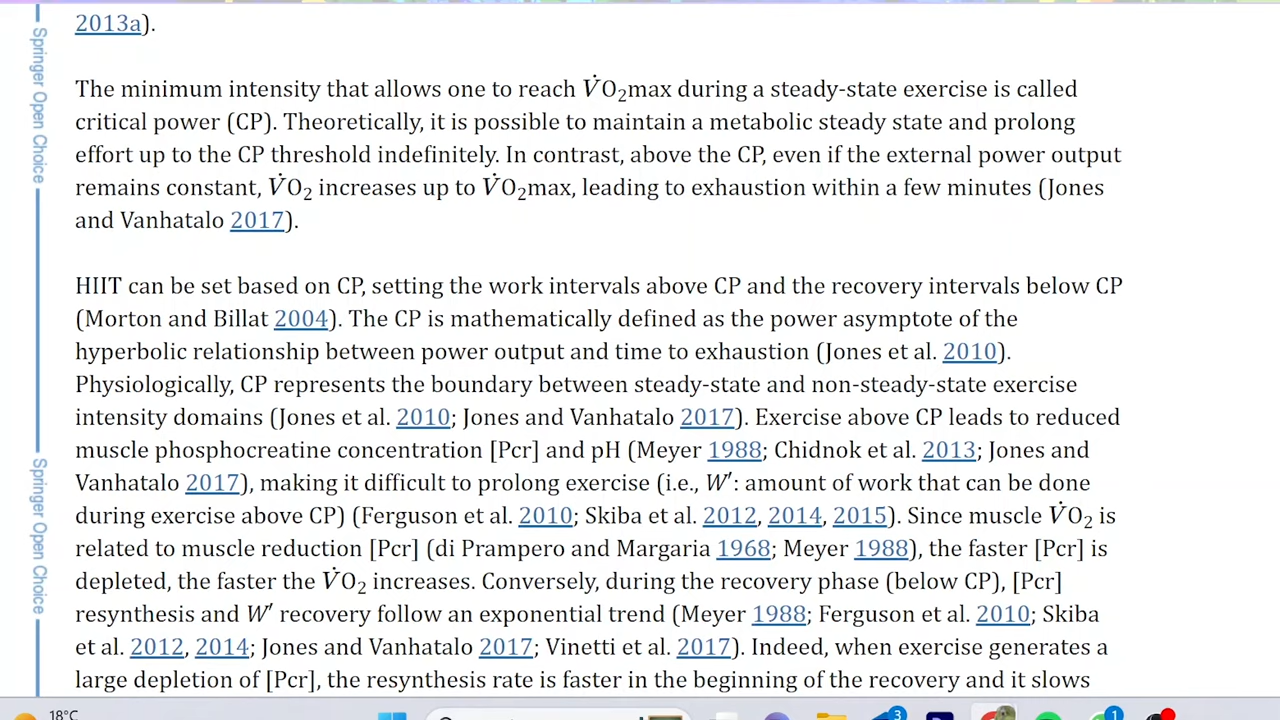 2013a).
The minimum intensity that allows one to reach V̇O₂max during a steady-state exercise is called
critical power (CP). Theoretically, it is possible to maintain a metabolic steady state and prolong
effort up to the CP threshold indefinitely. In contrast, above the CP, even if the external power output
remains constant, V̇O₂ increases up to V̇O₂max, leading to exhaustion within a few minutes (Jones
and Vanhatalo 2017).
HIIT can be set based on CP, setting the work intervals above CP and the recovery intervals below CP
(Morton and Billat 2004). The CP is mathematically defined as the power asymptote of the
hyperbolic relationship between power output and time to exhaustion (Jones et al. 2010).
Physiologically, CP represents the boundary between steady-state and non-steady-state exercise
intensity domains (Jones et al. 2010; Jones and Vanhatalo 2017). Exercise above CP leads to reduced
muscle phosphocreatine concentration [Pcr] and pH (Meyer 1988; Chidnok et al. 2013; Jones and
Vanhatalo 2017), making it difficult to prolong exercise (i.e., W′: amount of work that can be done
during exercise above CP) (Ferguson et al. 2010; Skiba et al. 2012, 2014, 2015). Since muscle V̇O₂ is
related to muscle reduction [Pcr] (di Prampero and Margaria 1968; Meyer 1988), the faster [Pcr] is
depleted, the faster the V̇O₂ increases. Conversely, during the recovery phase (below CP), [Pcr]
resynthesis and W′ recovery follow an exponential trend (Meyer 1988; Ferguson et al. 2010; Skiba
et al. 2012, 2014; Jones and Vanhatalo 2017; Vinetti et al. 2017). Indeed, when exercise generates a
large depletion of [Pcr], the resynthesis rate is faster in the beginning of the recovery and it slows
Springer Open Choice
Springer Open Choice
18°C
3
1